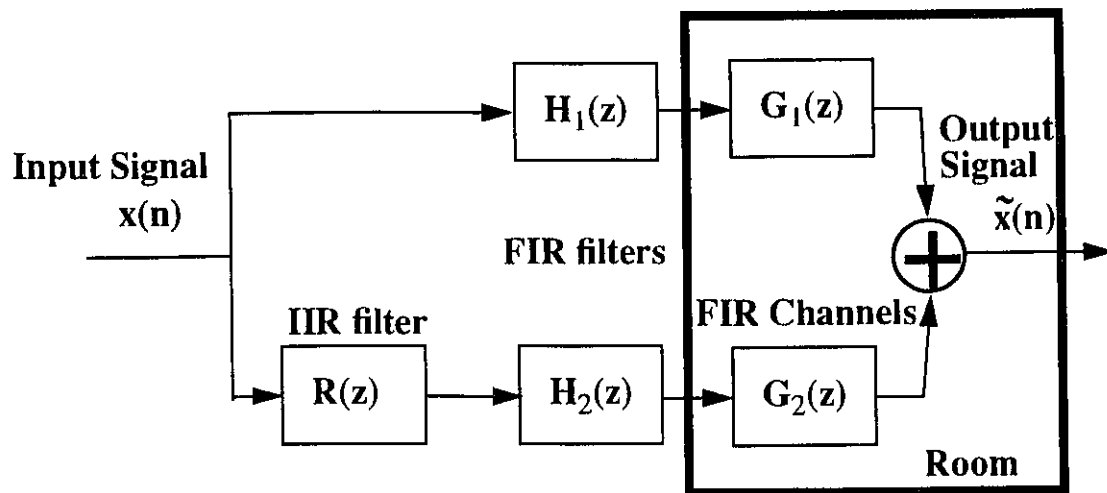 H₁(z)
G₁(z)
Output
Signal
x̃(n)
Input Signal
x(n)
FIR filters
FIR Channels
IIR filter
R(z)
H₂(z)
G₂(z)
Room